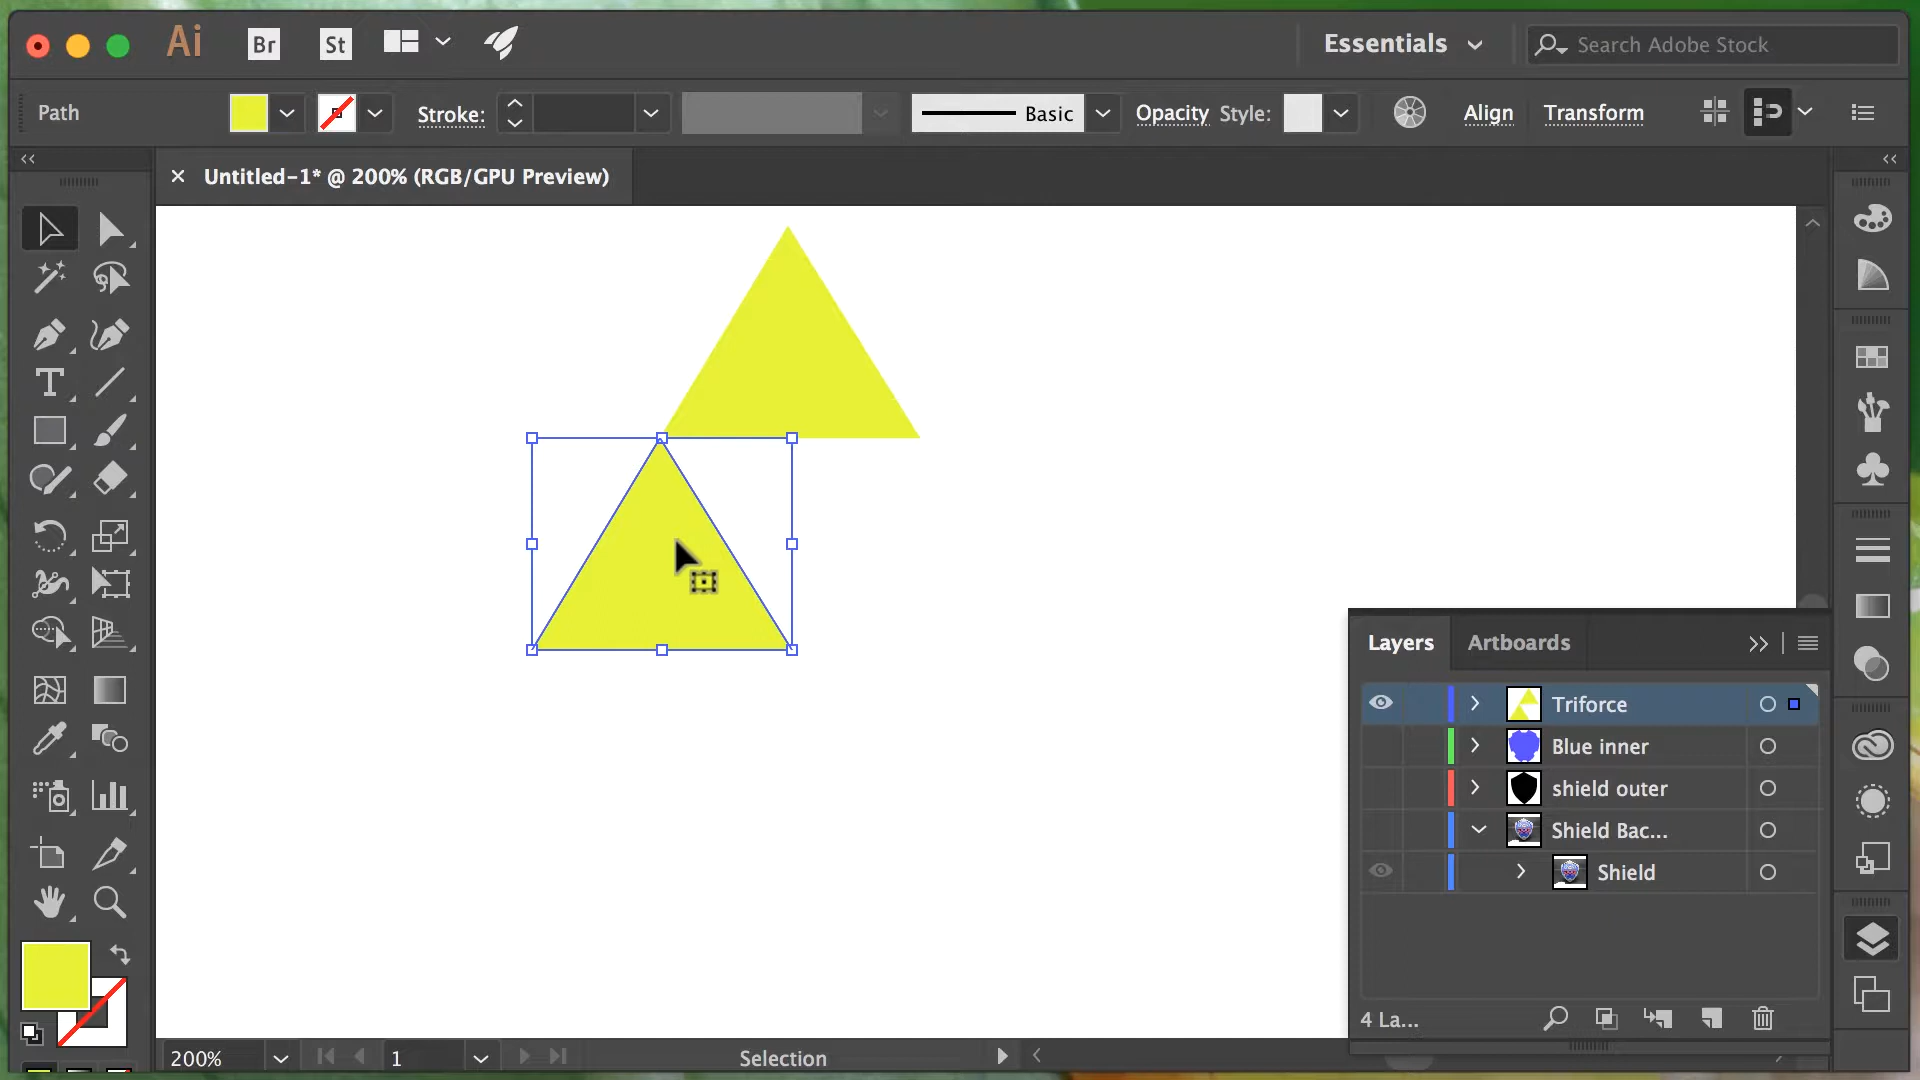 Ai Br St Essentials Search Adobe Stock
Path Stroke: Basic Opacity Style: Align Transform
× Untitled-1* @ 200% (RGB/GPU Preview)
Layers Artboards
Triforce
Blue inner
shield outer
Shield Bac...
Shield
4 La...
200% 1 Selection